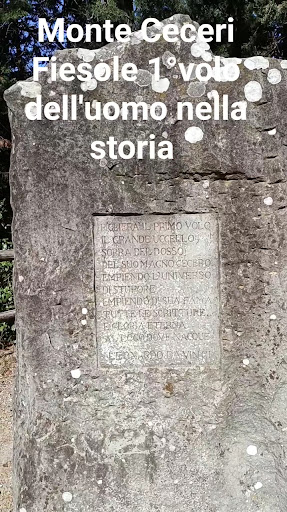 Monte Ceceri
Fiesole 1°volo
dell'uomo nella
storia
PIGLIERA IL PRIMO VOLO
IL GRANDE UCCELLO
SOPRA DEL DOSSO
DEL SUO MAGNO CECERO
EMPIENDO L'UNIVERSO
DI STUPORE
EMPIENDO DI SUA FAMA
TUTTE LE SCRITTURE
E GLORIA ETERNA
AL NACQUE
LEONARDO DA VINCI